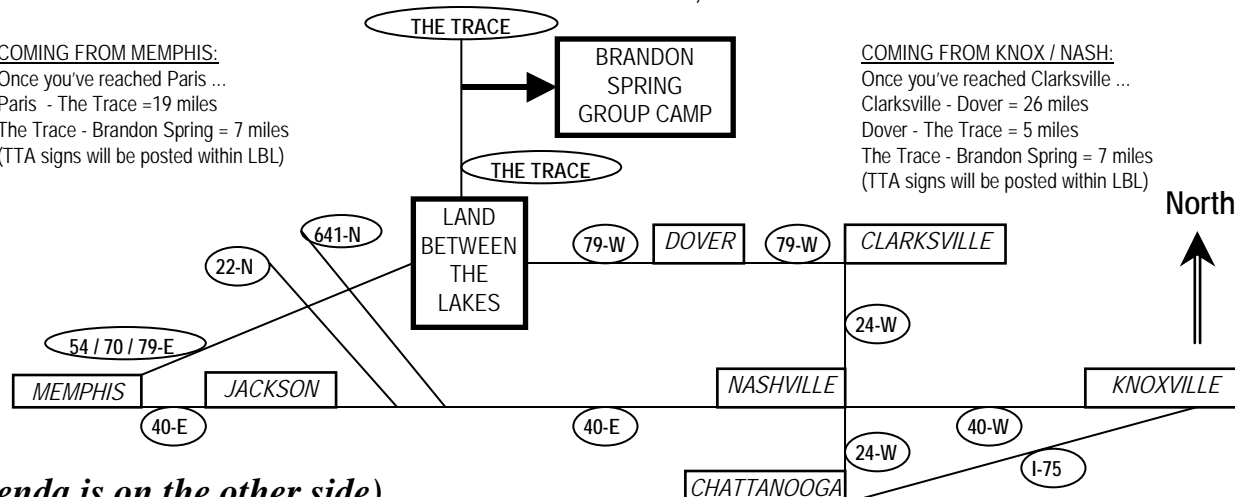 THE TRACE
COMING FROM MEMPHIS:
Once you've reached Paris ...
Paris - The Trace =19 miles
The Trace - Brandon Spring = 7 miles
(TTA signs will be posted within LBL)
BRANDON
SPRING
GROUP CAMP
COMING FROM KNOX / NASH:
Once you've reached Clarksville ...
Clarksville - Dover = 26 miles
Dover - The Trace = 5 miles
The Trace - Brandon Spring = 7 miles
(TTA signs will be posted within LBL)
THE TRACE
North
LAND
BETWEEN
THE
LAKES
641-N
22-N
79-W
DOVER
79-W
CLARKSVILLE
24-W
54 / 70 / 79-E
MEMPHIS
JACKSON
NASHVILLE
KNOXVILLE
40-E
40-E
40-W
24-W
I-75
CHATTANOOGA
is on the other side)